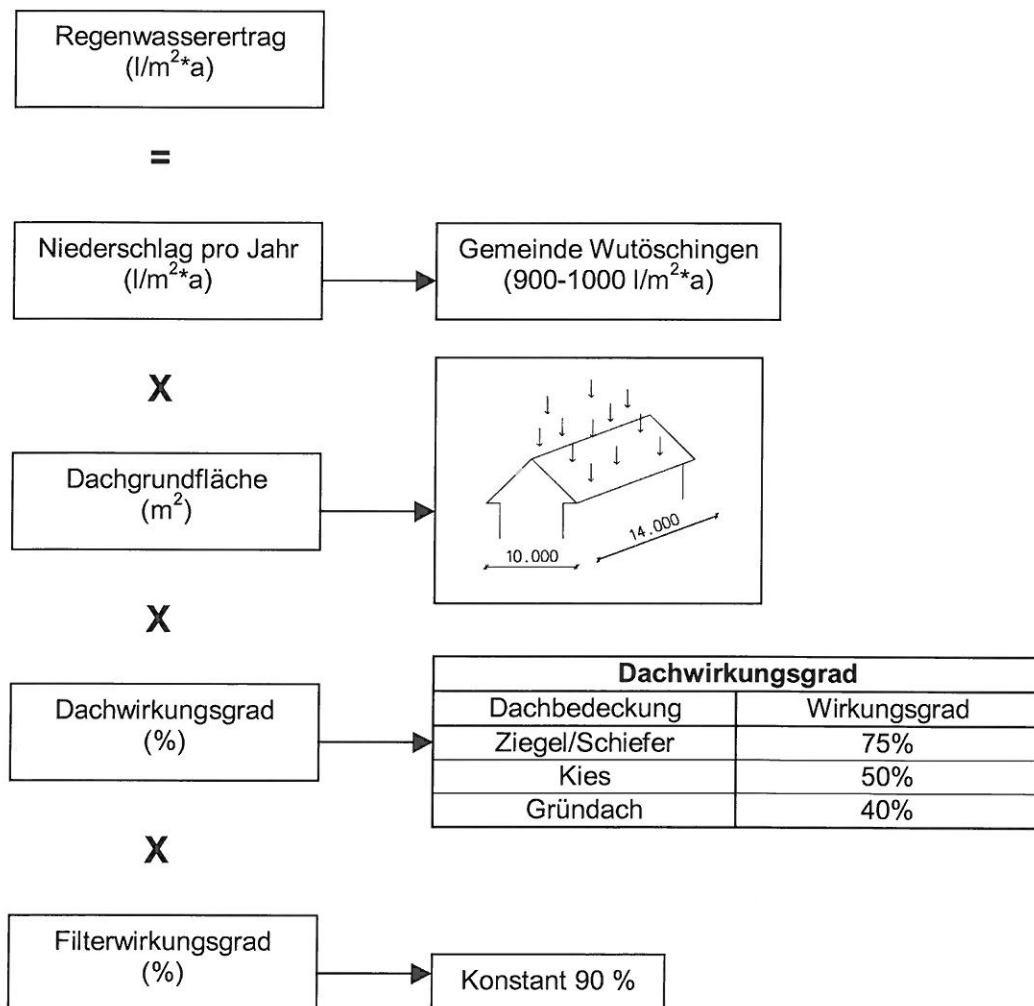 Regenwasserertrag
(l/m²*a)
=
Niederschlag pro Jahr
(l/m²*a)
Gemeinde Wutöschingen
(900-1000 l/m²*a)
X
Dachgrundfläche
(m²)
10.000
14.000
X
Dachwirkungsgrad
(%)
Dachwirkungsgrad
Dachbedeckung Wirkungsgrad
Ziegel/Schiefer 75%
Kies 50%
Gründach 40%
X
Filterwirkungsgrad
(%)
Konstant 90 %